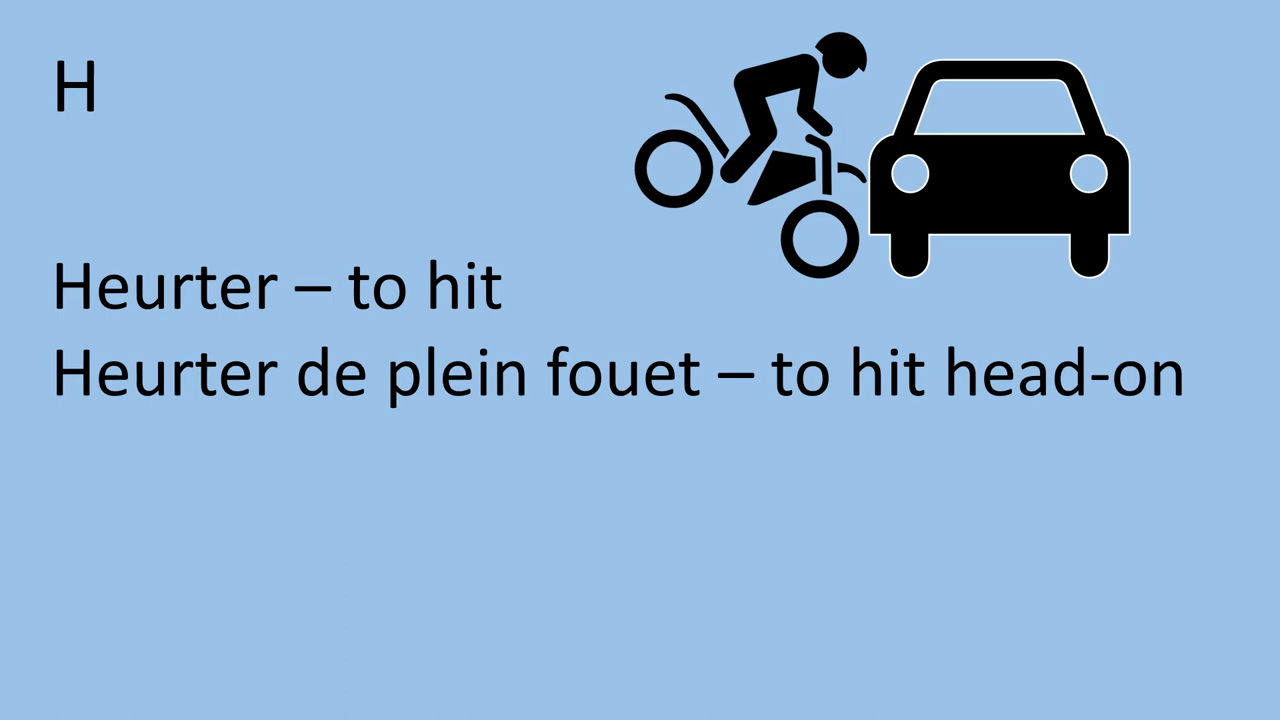 H
Heurter – to hit
Heurter de plein fouet – to hit head-on